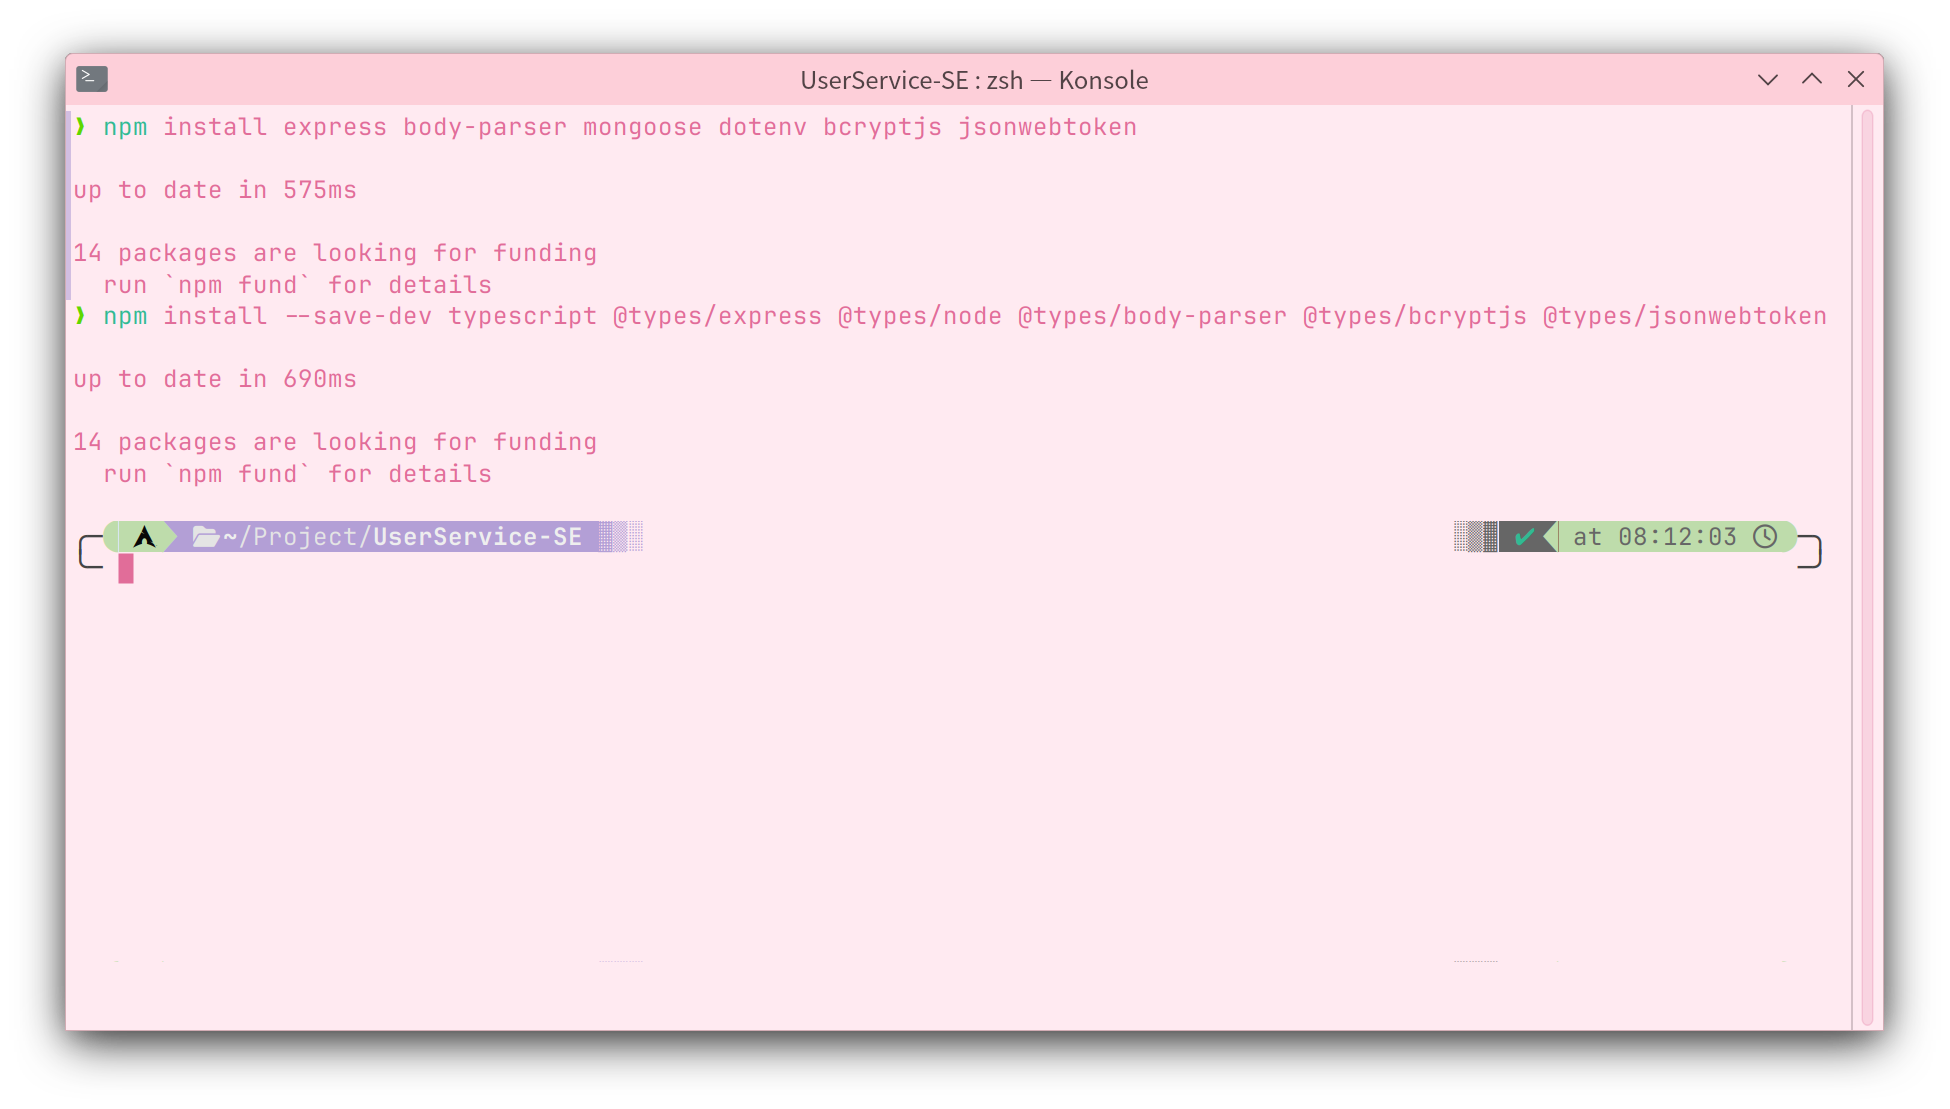 UserService-SE : zsh — Konsole
❯ npm install express body-parser mongoose dotenv bcryptjs jsonwebtoken
up to date in 575ms
14 packages are looking for funding
  run `npm fund` for details
❯ npm install --save-dev typescript @types/express @types/node @types/body-parser @types/bcryptjs @types/jsonwebtoken
up to date in 690ms
14 packages are looking for funding
  run `npm fund` for details
~/Project/UserService-SE ✔ at 08:12:03